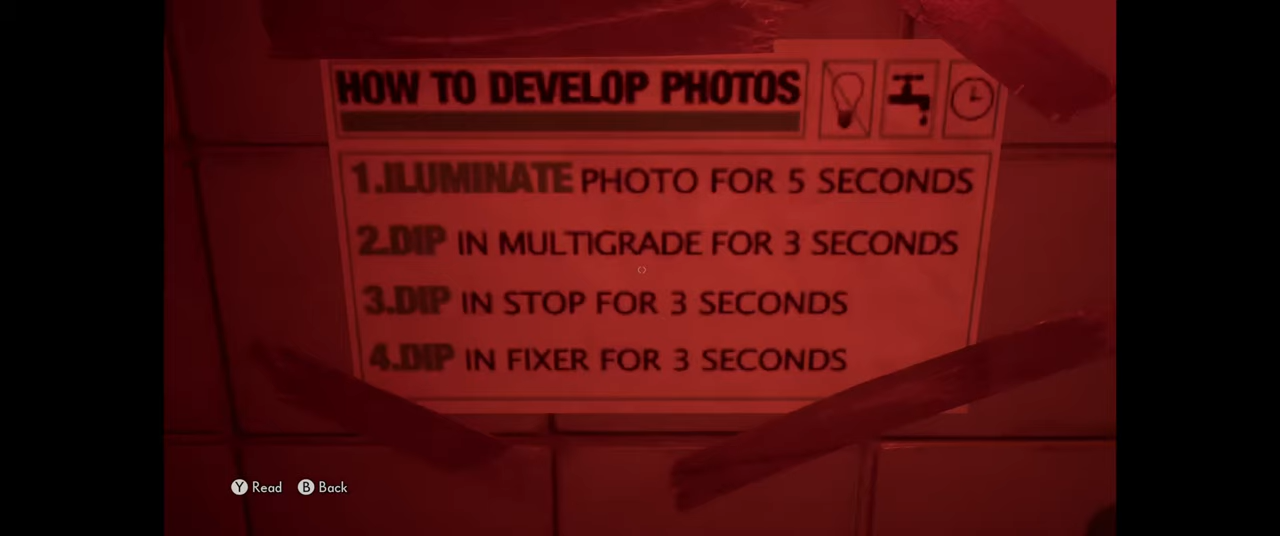 HOW TO DEVELOP PHOTOS
1.ILUMINATE PHOTO FOR 5 SECONDS
2.DIP IN MULTIGRADE FOR 3 SECONDS
3.DIP IN STOP FOR 3 SECONDS
4.DIP IN FIXER FOR 3 SECONDS
Y Read B Back